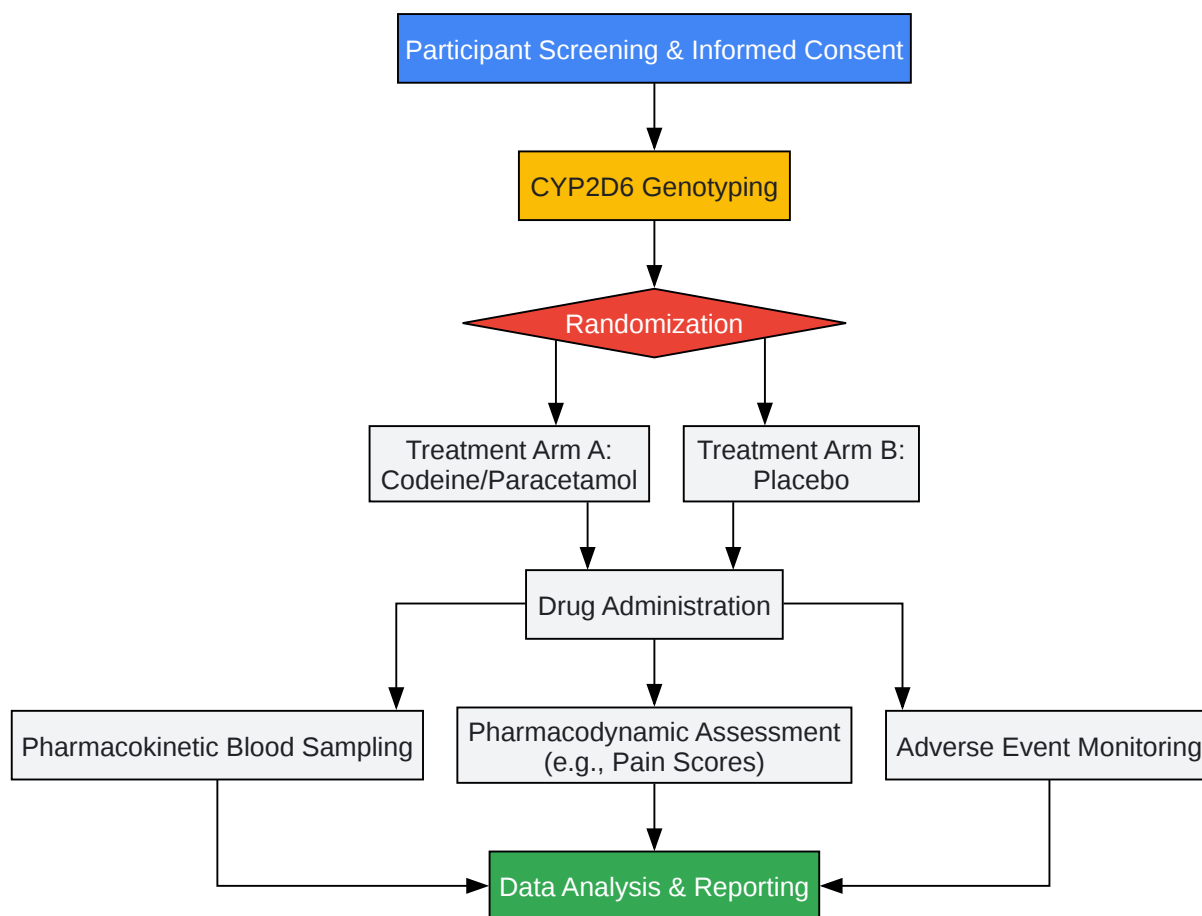 Participant Screening & Informed Consent
CYP2D6 Genotyping
Randomization
Treatment Arm A:
Codeine/Paracetamol
Treatment Arm B:
Placebo
Drug Administration
Pharmacokinetic Blood Sampling
Pharmacodynamic Assessment
(e.g., Pain Scores)
Adverse Event Monitoring
Data Analysis & Reporting